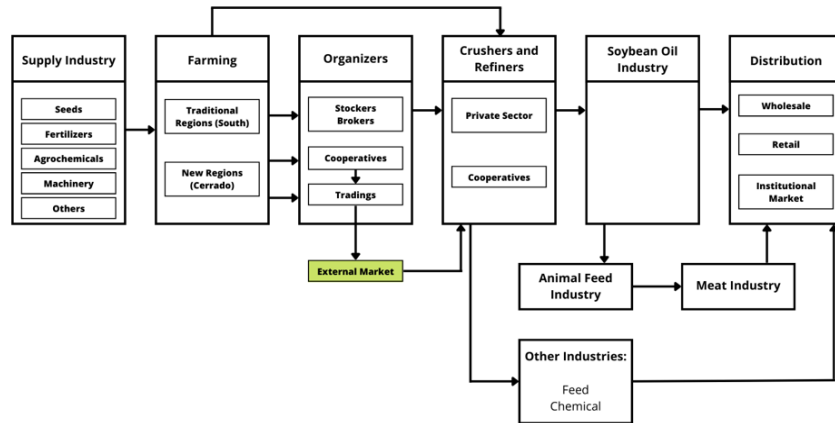 Supply Industry
Seeds
Fertilizers
Agrochemicals
Machinery
Others
Farming
Traditional
Regions (South)
New Regions
(Cerrado)
Organizers
Stockers
Brokers
Cooperatives
Tradings
External Market
Crushers and
Refiners
Private Sector
Cooperatives
Soybean Oil
Industry
Distribution
Wholesale
Retail
Institutional
Market
Animal Feed
Industry
Meat Industry
Other Industries:
Feed
Chemical